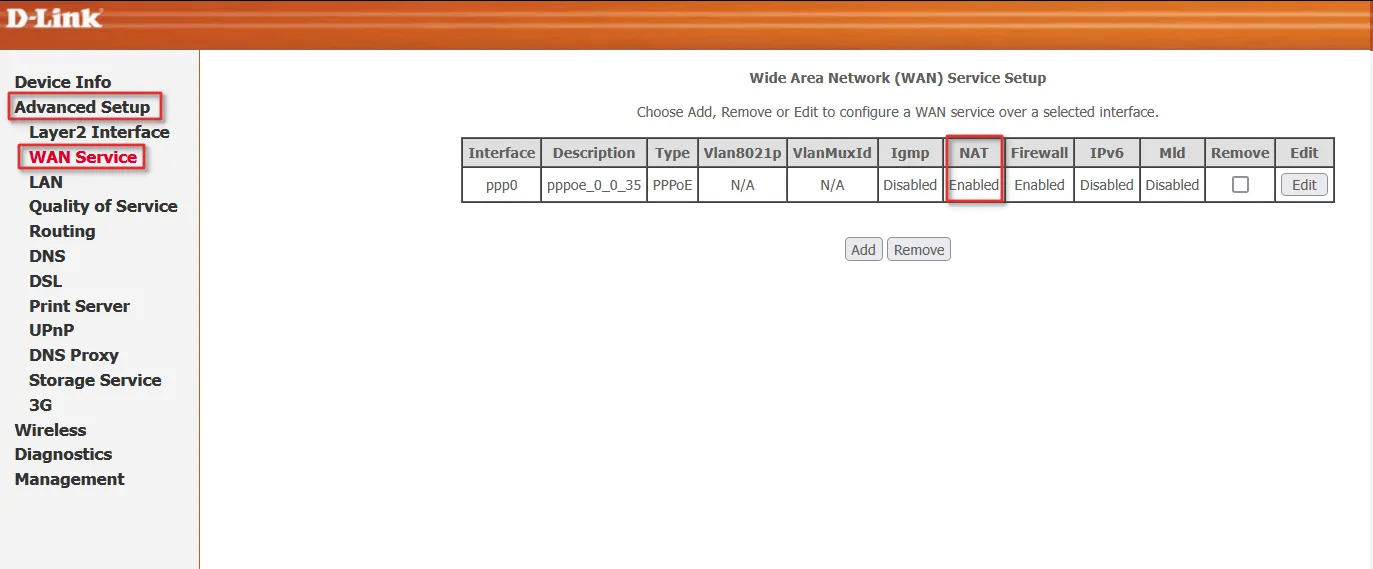 D-Link
Device Info
Advanced Setup
Layer2 Interface
WAN Service
LAN
Quality of Service
Routing
DNS
DSL
Print Server
UPnP
DNS Proxy
Storage Service
3G
Wireless
Diagnostics
Management
Wide Area Network (WAN) Service Setup
Choose Add, Remove or Edit to configure a WAN service over a selected interface.
Interface Description Type Vlan8021p VlanMuxId Igmp NAT Firewall IPv6 Mld Remove Edit
ppp0 pppoe_0_0_35 PPPoE N/A N/A Disabled Enabled Enabled Disabled Disabled Edit
Add Remove